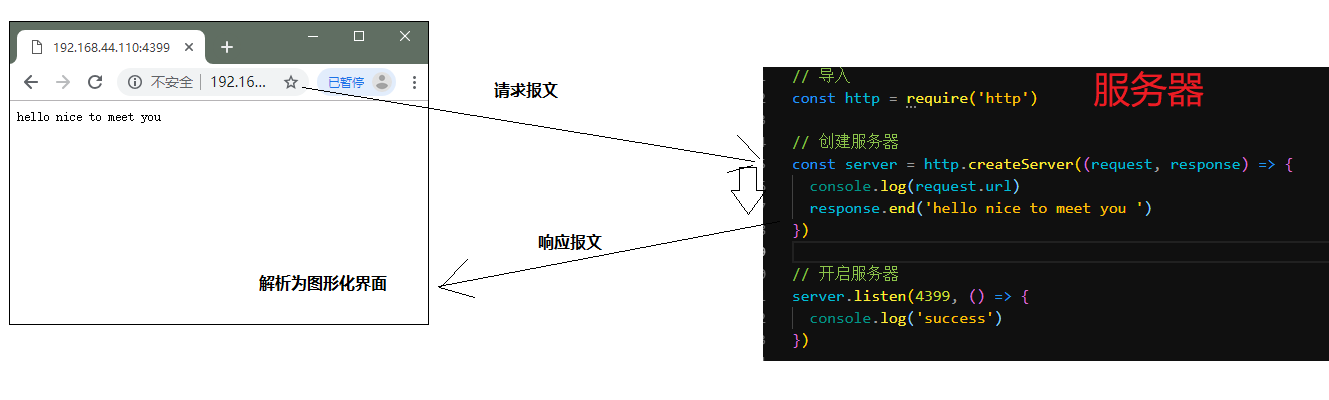 192.168.44.110:4399
不安全
192.16...
已暂停
hello nice to meet you
解析为图形化界面
请求报文
响应报文
服务器
// 导入
const http = require('http')
// 创建服务器
const server = http.createServer((request, response) => {
console.log(request.url)
response.end('hello nice to meet you ')
})
// 开启服务器
server.listen(4399, () => {
console.log('success')
})